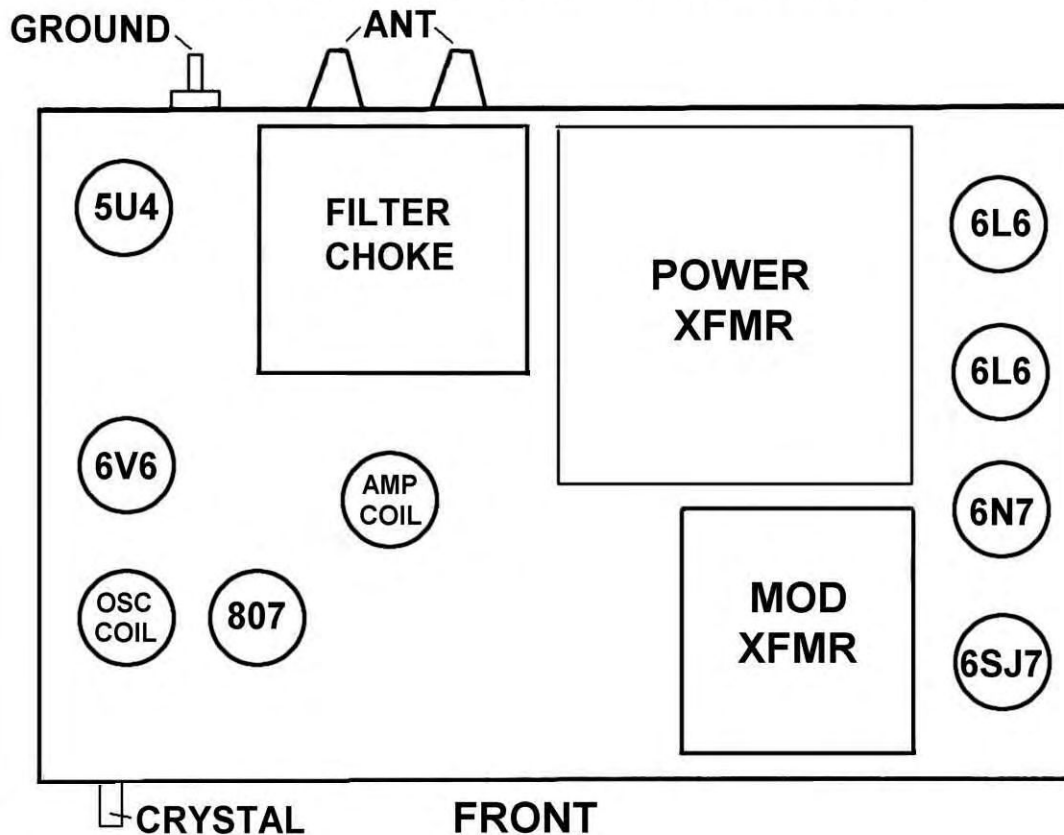 GROUND
ANT
5U4
FILTER
CHOKE
POWER
XFMR
6L6
6L6
6V6
AMP
COIL
6N7
OSC
COIL
807
MOD
XFMR
6SJ7
CRYSTAL
FRONT